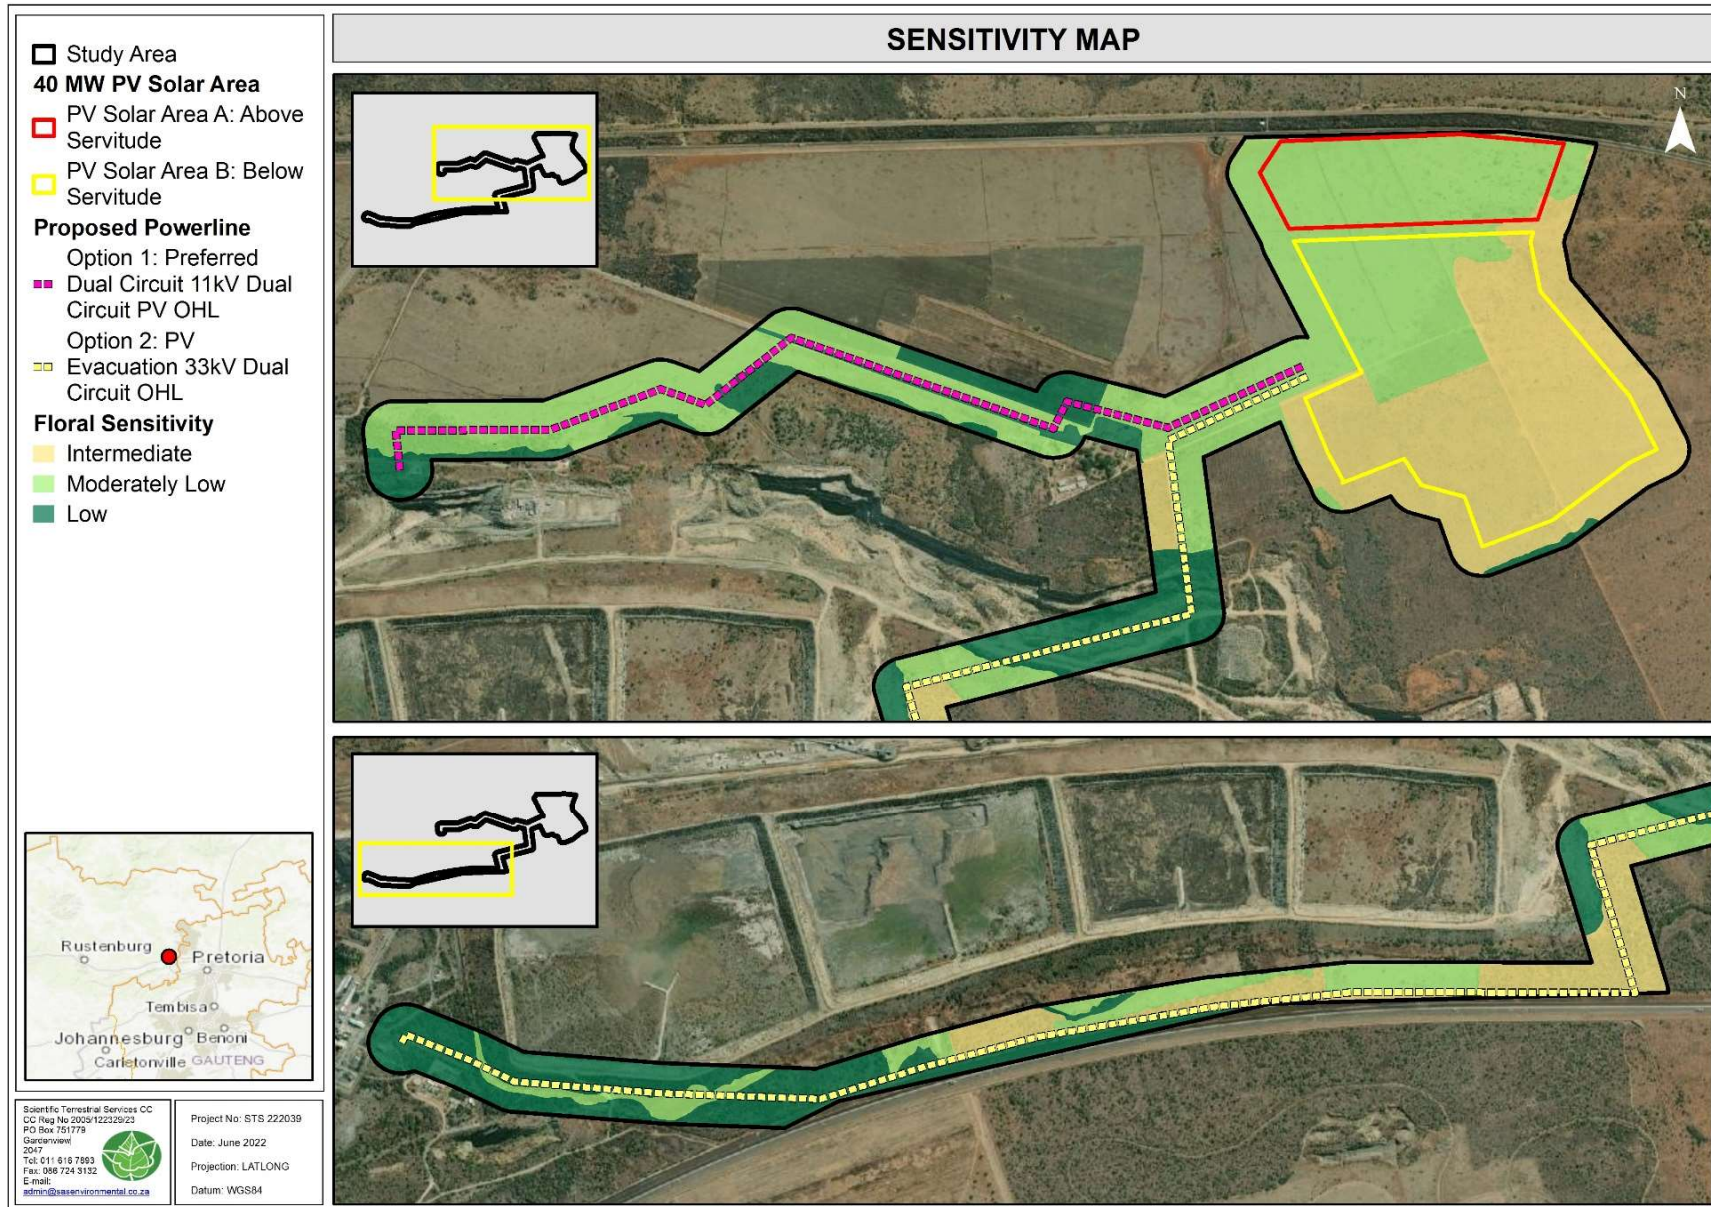 SENSITIVITY MAP
Study Area
40 MW PV Solar Area
PV Solar Area A: Above
Servitude
PV Solar Area B: Below
Servitude
Proposed Powerline
Option 1: Preferred
Dual Circuit 11kV Dual
Circuit PV OHL
Option 2: PV
Evacuation 33kV Dual
Circuit OHL
Floral Sensitivity
Intermediate
Moderately Low
Low
N
Rustenburg
Pretoria
Tembisa
Johannesburg
Benoni
Carletonville
GAUTENG
Scientific Terrestrial Services CC
CC Reg No 2005/122329/23
PO Box 751779
Gardenview
2047
Tel: 011 616 7893
Fax: 086 724 3132
E-mail:
admin@sasenvironmental.co.za
Project No: STS 222039
Date: June 2022
Projection: LATLONG
Datum: WGS84